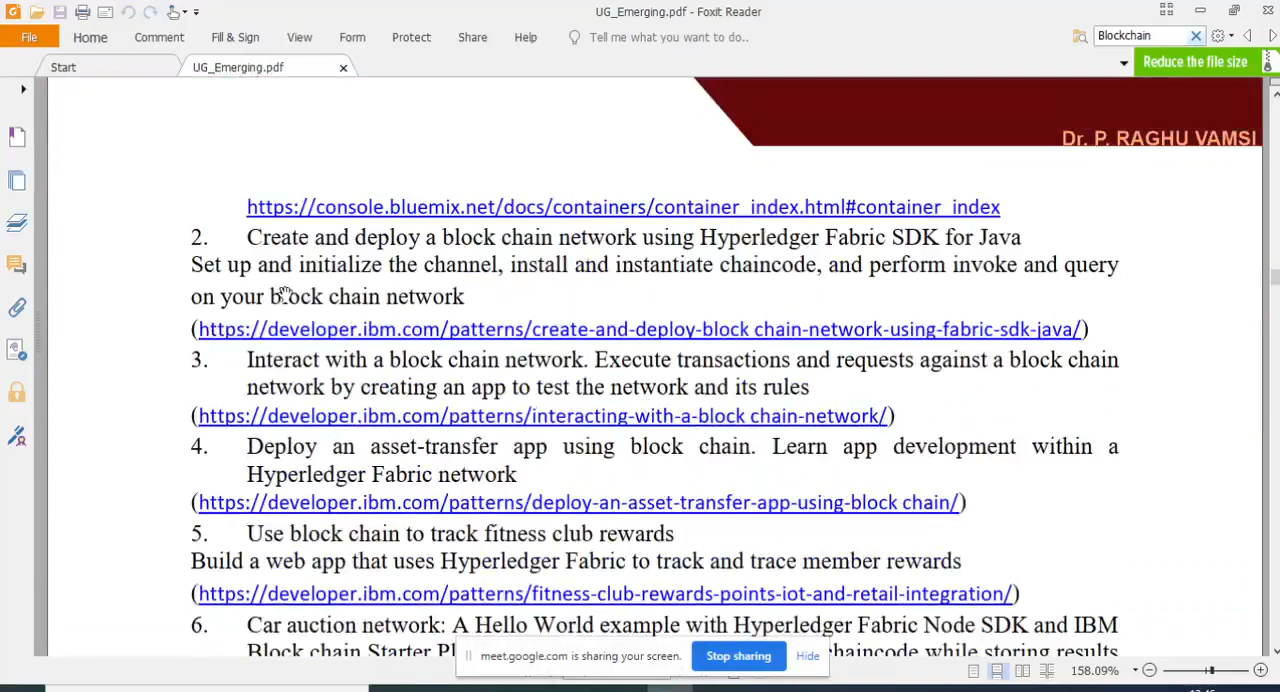 UG_Emerging.pdf - Foxit Reader
File Home Comment Fill & Sign View Form Protect Share Help Tell me what you want to do.. Blockchain
Start UG_Emerging.pdf Reduce the file size
Dr. P. RAGHU VAMSI
https://console.bluemix.net/docs/containers/container_index.html#container_index
2. Create and deploy a block chain network using Hyperledger Fabric SDK for Java
Set up and initialize the channel, install and instantiate chaincode, and perform invoke and query
on your block chain network
(https://developer.ibm.com/patterns/create-and-deploy-block chain-network-using-fabric-sdk-java/)
3. Interact with a block chain network. Execute transactions and requests against a block chain
network by creating an app to test the network and its rules
(https://developer.ibm.com/patterns/interacting-with-a-block chain-network/)
4. Deploy an asset-transfer app using block chain. Learn app development within a
Hyperledger Fabric network
(https://developer.ibm.com/patterns/deploy-an-asset-transfer-app-using-block chain/)
5. Use block chain to track fitness club rewards
Build a web app that uses Hyperledger Fabric to track and trace member rewards
(https://developer.ibm.com/patterns/fitness-club-rewards-points-iot-and-retail-integration/)
6. Car auction network: A Hello World example with Hyperledger Fabric Node SDK and IBM
Block chain Starter chaincode while storing results
meet.google.com is sharing your screen. Stop sharing Hide
158.09%